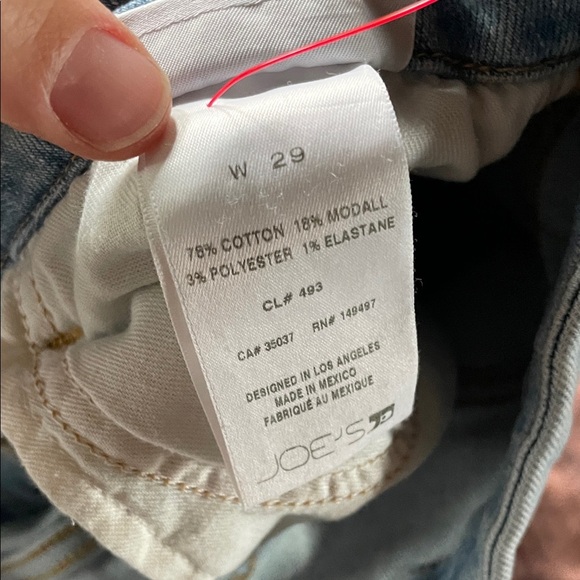 W 29
78% COTTON 18% MODALL
3% POLYESTER 1% ELASTANE
CL# 493
CA# 35037 RN# 149497
DESIGNED IN LOS ANGELES
MADE IN MEXICO
FABRIQUÉ AU MEXIQUE
JOE'S